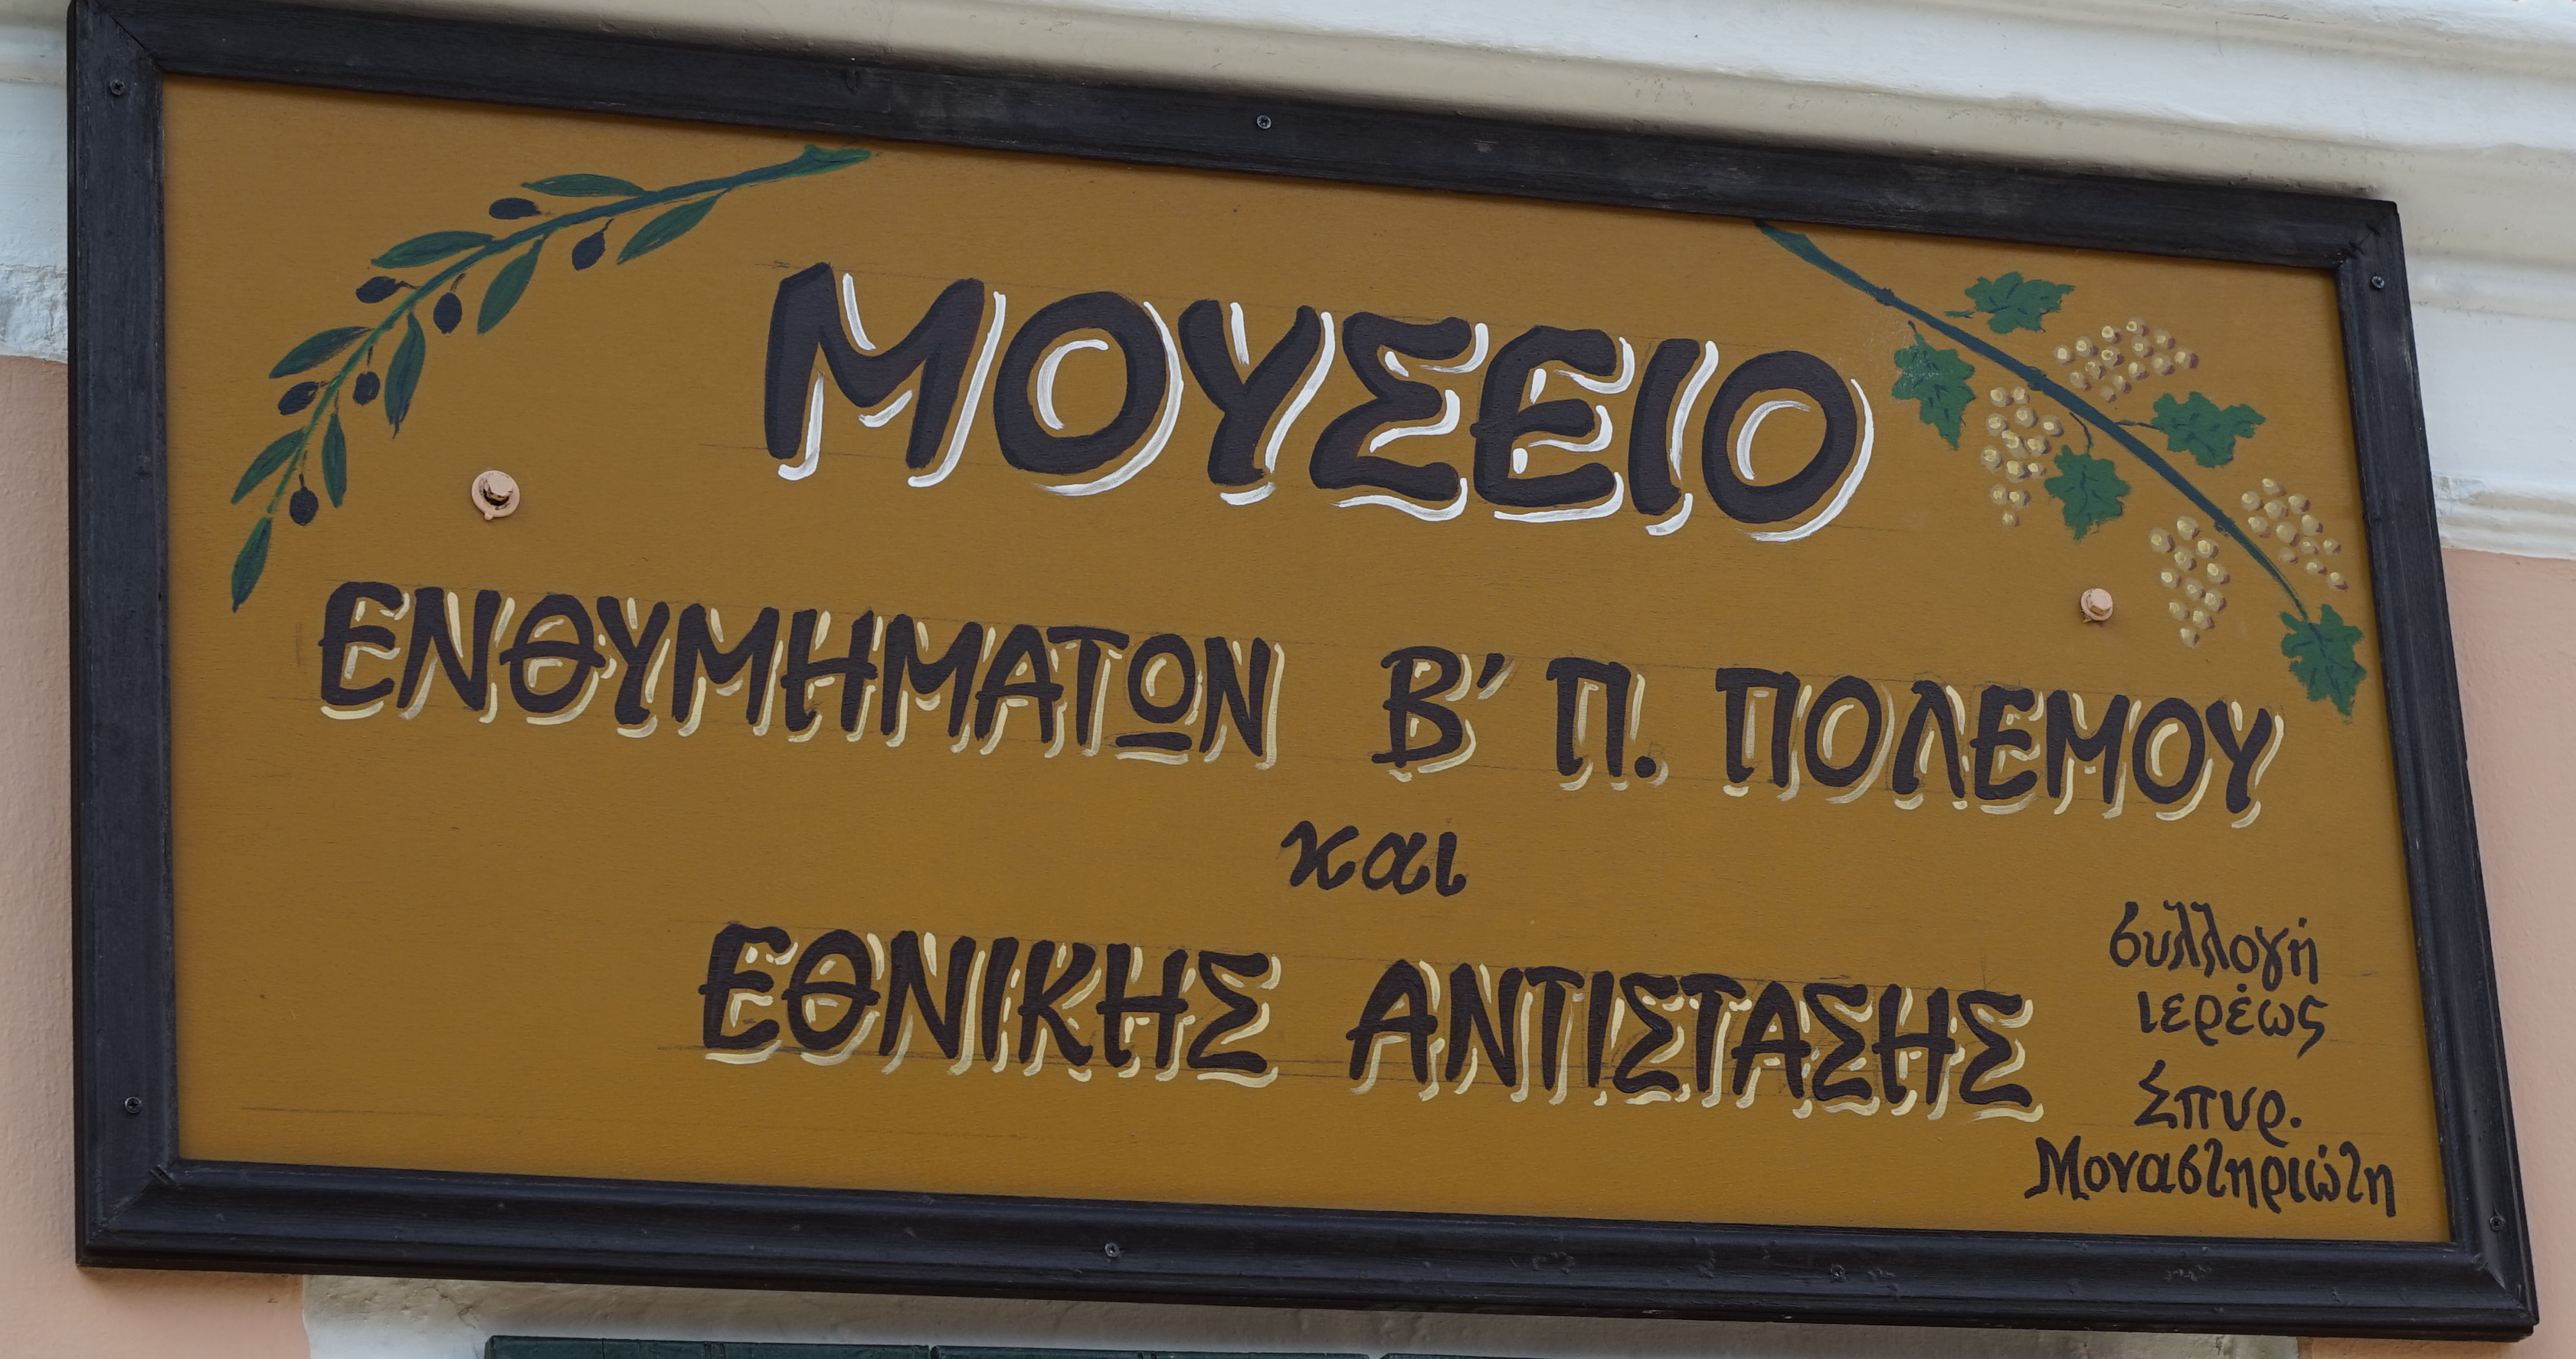 ΜΟΥΣΕΙΟ
ΕΝΘΥΜΗΜΑΤΩΝ Β' Π. ΠΟΛΕΜΟΥ
και
ΕΘΝΙΚΗΣ ΑΝΤΙΣΤΑΣΗΣ
συλλογή
ιερέως
Σπυρ.
Μοναστηριώτη